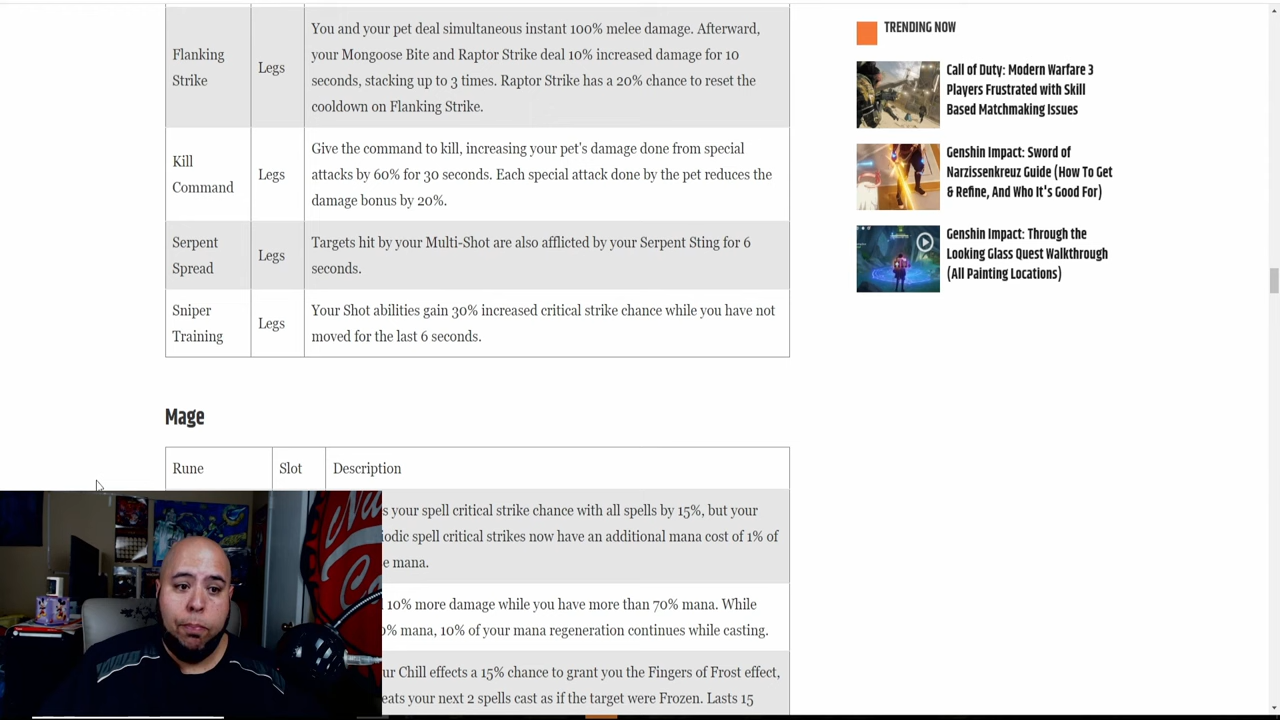 You and your pet deal simultaneous instant 100% melee damage. Afterward,
Flanking
Strike
Legs
your Mongoose Bite and Raptor Strike deal 10% increased damage for 10
seconds, stacking up to 3 times. Raptor Strike has a 20% chance to reset the
cooldown on Flanking Strike.
Kill
Command
Legs
Give the command to kill, increasing your pet's damage done from special
attacks by 60% for 30 seconds. Each special attack done by the pet reduces the
damage bonus by 20%.
Serpent
Spread
Legs
Targets hit by your Multi-Shot are also afflicted by your Serpent Sting for 6
seconds.
Sniper
Training
Legs
Your Shot abilities gain 30% increased critical strike chance while you have not
moved for the last 6 seconds.
Mage
Rune
Slot
Description
s your spell critical strike chance with all spells by 15%, but your
iodic spell critical strikes now have an additional mana cost of 1% of
e mana.
10% more damage while you have more than 70% mana. While
% mana, 10% of your mana regeneration continues while casting.
ur Chill effects a 15% chance to grant you the Fingers of Frost effect,
eats your next 2 spells cast as if the target were Frozen. Lasts 15
TRENDING NOW
Call of Duty: Modern Warfare 3
Players Frustrated with Skill
Based Matchmaking Issues
Genshin Impact: Sword of
Narzissenkreuz Guide (How To Get
& Refine, And Who It's Good For)
Genshin Impact: Through the
Looking Glass Quest Walkthrough
(All Painting Locations)